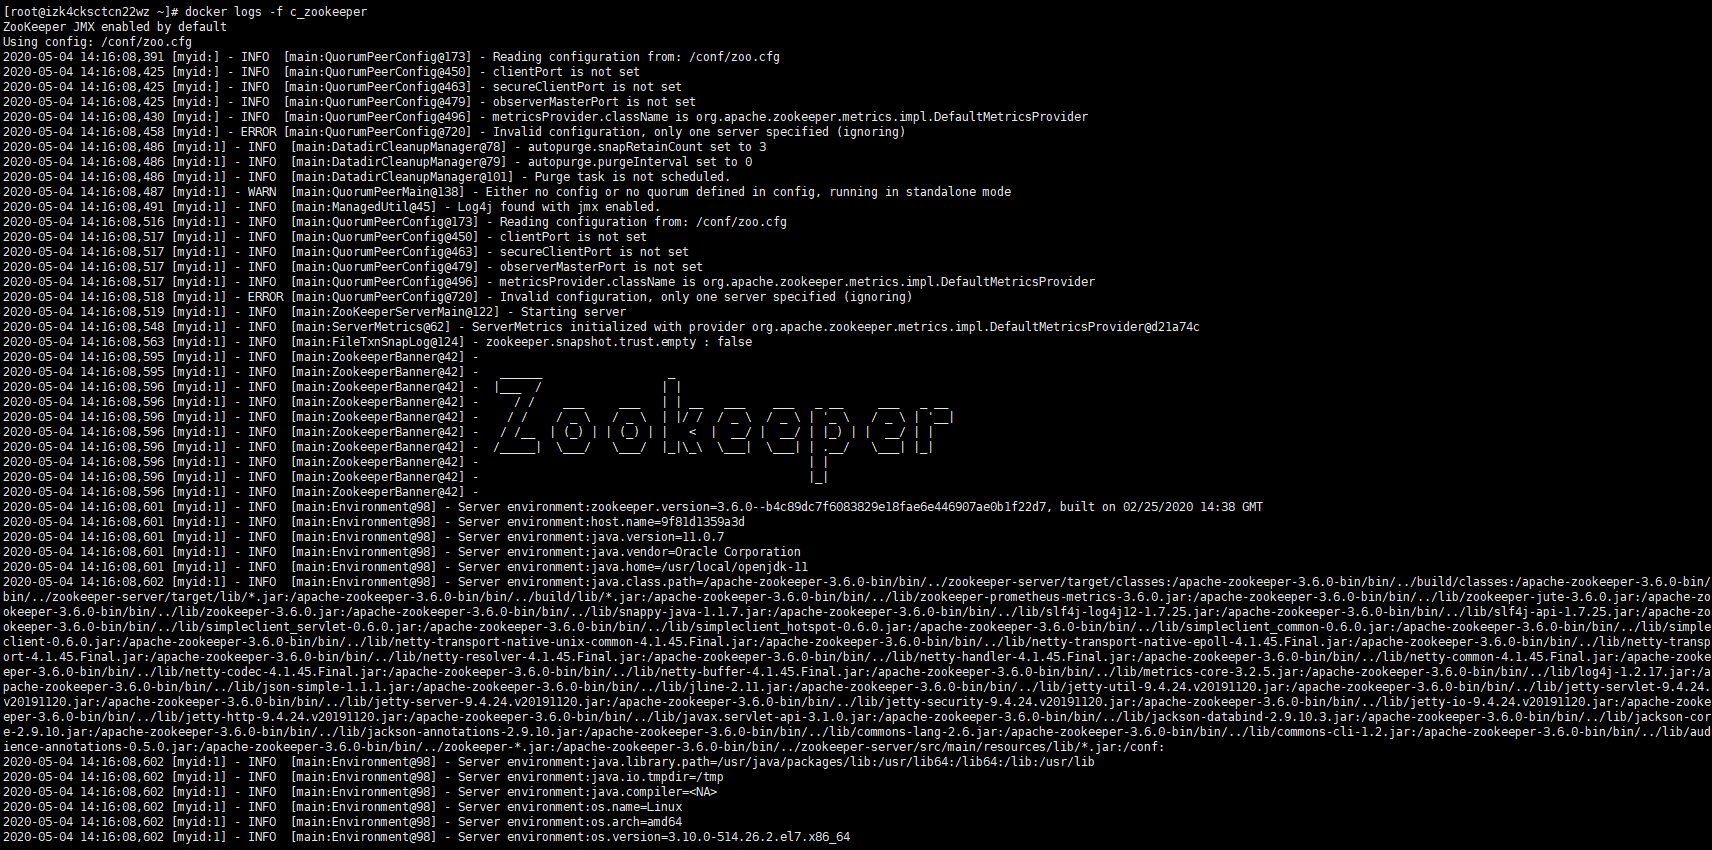 [root@izk4cksctcn22wz ~]# docker logs -f c_zookeeper
ZooKeeper JMX enabled by default
Using config: /conf/zoo.cfg
2020-05-04 14:16:08,391 [myid:] - INFO  [main:QuorumPeerConfig@173] - Reading configuration from: /conf/zoo.cfg
2020-05-04 14:16:08,425 [myid:] - INFO  [main:QuorumPeerConfig@450] - clientPort is not set
2020-05-04 14:16:08,425 [myid:] - INFO  [main:QuorumPeerConfig@463] - secureClientPort is not set
2020-05-04 14:16:08,425 [myid:] - INFO  [main:QuorumPeerConfig@479] - observerMasterPort is not set
2020-05-04 14:16:08,430 [myid:] - INFO  [main:QuorumPeerConfig@496] - metricsProvider.className is org.apache.zookeeper.metrics.impl.DefaultMetricsProvider
2020-05-04 14:16:08,458 [myid:] - ERROR [main:QuorumPeerConfig@720] - Invalid configuration, only one server specified (ignoring)
2020-05-04 14:16:08,486 [myid:1] - INFO  [main:DatadirCleanupManager@78] - autopurge.snapRetainCount set to 3
2020-05-04 14:16:08,486 [myid:1] - INFO  [main:DatadirCleanupManager@79] - autopurge.purgeInterval set to 0
2020-05-04 14:16:08,486 [myid:1] - INFO  [main:DatadirCleanupManager@101] - Purge task is not scheduled.
2020-05-04 14:16:08,487 [myid:1] - WARN  [main:QuorumPeerMain@138] - Either no config or no quorum defined in config, running in standalone mode
2020-05-04 14:16:08,491 [myid:1] - INFO  [main:ManagedUtil@45] - Log4j found with jmx enabled.
2020-05-04 14:16:08,516 [myid:1] - INFO  [main:QuorumPeerConfig@173] - Reading configuration from: /conf/zoo.cfg
2020-05-04 14:16:08,517 [myid:1] - INFO  [main:QuorumPeerConfig@450] - clientPort is not set
2020-05-04 14:16:08,517 [myid:1] - INFO  [main:QuorumPeerConfig@463] - secureClientPort is not set
2020-05-04 14:16:08,517 [myid:1] - INFO  [main:QuorumPeerConfig@479] - observerMasterPort is not set
2020-05-04 14:16:08,517 [myid:1] - INFO  [main:QuorumPeerConfig@496] - metricsProvider.className is org.apache.zookeeper.metrics.impl.DefaultMetricsProvider
2020-05-04 14:16:08,518 [myid:1] - ERROR [main:QuorumPeerConfig@720] - Invalid configuration, only one server specified (ignoring)
2020-05-04 14:16:08,519 [myid:1] - INFO  [main:ZooKeeperServerMain@122] - Starting server
2020-05-04 14:16:08,548 [myid:1] - INFO  [main:ServerMetrics@62] - ServerMetrics initialized with provider org.apache.zookeeper.metrics.impl.DefaultMetricsProvider@d21a74c
2020-05-04 14:16:08,563 [myid:1] - INFO  [main:FileTxnSnapLog@124] - zookeeper.snapshot.trust.empty : false
2020-05-04 14:16:08,595 [myid:1] - INFO  [main:ZookeeperBanner@42] -
2020-05-04 14:16:08,595 [myid:1] - INFO  [main:ZookeeperBanner@42] -   ______                  _
2020-05-04 14:16:08,596 [myid:1] - INFO  [main:ZookeeperBanner@42] -  |___  /                 | |
2020-05-04 14:16:08,596 [myid:1] - INFO  [main:ZookeeperBanner@42] -     / /    ___     ___   | | __   ___    ___   _ __     ___   _ __
2020-05-04 14:16:08,596 [myid:1] - INFO  [main:ZookeeperBanner@42] -    / /    / _ \   / _ \  | |/ /  / _ \  / _ \ | '_ \   / _ \ | '__|
2020-05-04 14:16:08,596 [myid:1] - INFO  [main:ZookeeperBanner@42] -   / /__  | (_) | | (_) | |   <  |  __/ |  __/ | |_) | |  __/ | |
2020-05-04 14:16:08,596 [myid:1] - INFO  [main:ZookeeperBanner@42] -  /_____|  \___/   \___/  |_|\_\  \___|  \___| | .__/   \___| |_|
2020-05-04 14:16:08,596 [myid:1] - INFO  [main:ZookeeperBanner@42] -                                               | |
2020-05-04 14:16:08,596 [myid:1] - INFO  [main:ZookeeperBanner@42] -                                               |_|
2020-05-04 14:16:08,596 [myid:1] - INFO  [main:ZookeeperBanner@42] -
2020-05-04 14:16:08,601 [myid:1] - INFO  [main:Environment@98] - Server environment:zookeeper.version=3.6.0--b4c89dc7f6083829e18fae6e446907ae0b1f22d7, built on 02/25/2020 14:38 GMT
2020-05-04 14:16:08,601 [myid:1] - INFO  [main:Environment@98] - Server environment:host.name=9f81d1359a3d
2020-05-04 14:16:08,601 [myid:1] - INFO  [main:Environment@98] - Server environment:java.version=11.0.7
2020-05-04 14:16:08,601 [myid:1] - INFO  [main:Environment@98] - Server environment:java.vendor=Oracle Corporation
2020-05-04 14:16:08,601 [myid:1] - INFO  [main:Environment@98] - Server environment:java.home=/usr/local/openjdk-11
2020-05-04 14:16:08,602 [myid:1] - INFO  [main:Environment@98] - Server environment:java.class.path=/apache-zookeeper-3.6.0-bin/bin/../zookeeper-server/target/classes:/apache-zookeeper-3.6.0-bin/bin/../build/classes:/apache-zookeeper-3.6.0-bin/
bin/../zookeeper-server/target/lib/*.jar:/apache-zookeeper-3.6.0-bin/bin/../build/lib/*.jar:/apache-zookeeper-3.6.0-bin/bin/../lib/zookeeper-prometheus-metrics-3.6.0.jar:/apache-zookeeper-3.6.0-bin/bin/../lib/zookeeper-jute-3.6.0.jar:/apache-zo
okeeper-3.6.0-bin/bin/../lib/zookeeper-3.6.0.jar:/apache-zookeeper-3.6.0-bin/bin/../lib/snappy-java-1.1.7.jar:/apache-zookeeper-3.6.0-bin/bin/../lib/slf4j-log4j12-1.7.25.jar:/apache-zookeeper-3.6.0-bin/bin/../lib/slf4j-api-1.7.25.jar:/apache-zo
okeeper-3.6.0-bin/bin/../lib/simpleclient_servlet-0.6.0.jar:/apache-zookeeper-3.6.0-bin/bin/../lib/simpleclient_hotspot-0.6.0.jar:/apache-zookeeper-3.6.0-bin/bin/../lib/simpleclient_common-0.6.0.jar:/apache-zookeeper-3.6.0-bin/bin/../lib/simple
client-0.6.0.jar:/apache-zookeeper-3.6.0-bin/bin/../lib/netty-transport-native-unix-common-4.1.45.Final.jar:/apache-zookeeper-3.6.0-bin/bin/../lib/netty-transport-native-epoll-4.1.45.Final.jar:/apache-zookeeper-3.6.0-bin/bin/../lib/netty-transp
ort-4.1.45.Final.jar:/apache-zookeeper-3.6.0-bin/bin/../lib/netty-resolver-4.1.45.Final.jar:/apache-zookeeper-3.6.0-bin/bin/../lib/netty-handler-4.1.45.Final.jar:/apache-zookeeper-3.6.0-bin/bin/../lib/netty-common-4.1.45.Final.jar:/apache-zooke
eper-3.6.0-bin/bin/../lib/netty-codec-4.1.45.Final.jar:/apache-zookeeper-3.6.0-bin/bin/../lib/netty-buffer-4.1.45.Final.jar:/apache-zookeeper-3.6.0-bin/bin/../lib/metrics-core-3.2.5.jar:/apache-zookeeper-3.6.0-bin/bin/../lib/log4j-1.2.17.jar:/a
pache-zookeeper-3.6.0-bin/bin/../lib/json-simple-1.1.1.jar:/apache-zookeeper-3.6.0-bin/bin/../lib/jline-2.11.jar:/apache-zookeeper-3.6.0-bin/bin/../lib/jetty-util-9.4.24.v20191120.jar:/apache-zookeeper-3.6.0-bin/bin/../lib/jetty-servlet-9.4.24.
v20191120.jar:/apache-zookeeper-3.6.0-bin/bin/../lib/jetty-server-9.4.24.v20191120.jar:/apache-zookeeper-3.6.0-bin/bin/../lib/jetty-security-9.4.24.v20191120.jar:/apache-zookeeper-3.6.0-bin/bin/../lib/jetty-io-9.4.24.v20191120.jar:/apache-zooke
eper-3.6.0-bin/bin/../lib/jetty-http-9.4.24.v20191120.jar:/apache-zookeeper-3.6.0-bin/bin/../lib/javax.servlet-api-3.1.0.jar:/apache-zookeeper-3.6.0-bin/bin/../lib/jackson-databind-2.9.10.3.jar:/apache-zookeeper-3.6.0-bin/bin/../lib/jackson-cor
e-2.9.10.jar:/apache-zookeeper-3.6.0-bin/bin/../lib/jackson-annotations-2.9.10.jar:/apache-zookeeper-3.6.0-bin/bin/../lib/commons-lang-2.6.jar:/apache-zookeeper-3.6.0-bin/bin/../lib/commons-cli-1.2.jar:/apache-zookeeper-3.6.0-bin/bin/../lib/aud
ience-annotations-0.5.0.jar:/apache-zookeeper-3.6.0-bin/bin/../zookeeper-*.jar:/apache-zookeeper-3.6.0-bin/bin/../zookeeper-server/src/main/resources/lib/*.jar:/conf:
2020-05-04 14:16:08,602 [myid:1] - INFO  [main:Environment@98] - Server environment:java.library.path=/usr/java/packages/lib:/usr/lib64:/lib64:/lib:/usr/lib
2020-05-04 14:16:08,602 [myid:1] - INFO  [main:Environment@98] - Server environment:java.io.tmpdir=/tmp
2020-05-04 14:16:08,602 [myid:1] - INFO  [main:Environment@98] - Server environment:java.compiler=<NA>
2020-05-04 14:16:08,602 [myid:1] - INFO  [main:Environment@98] - Server environment:os.name=Linux
2020-05-04 14:16:08,602 [myid:1] - INFO  [main:Environment@98] - Server environment:os.arch=amd64
2020-05-04 14:16:08,602 [myid:1] - INFO  [main:Environment@98] - Server environment:os.version=3.10.0-514.26.2.el7.x86_64